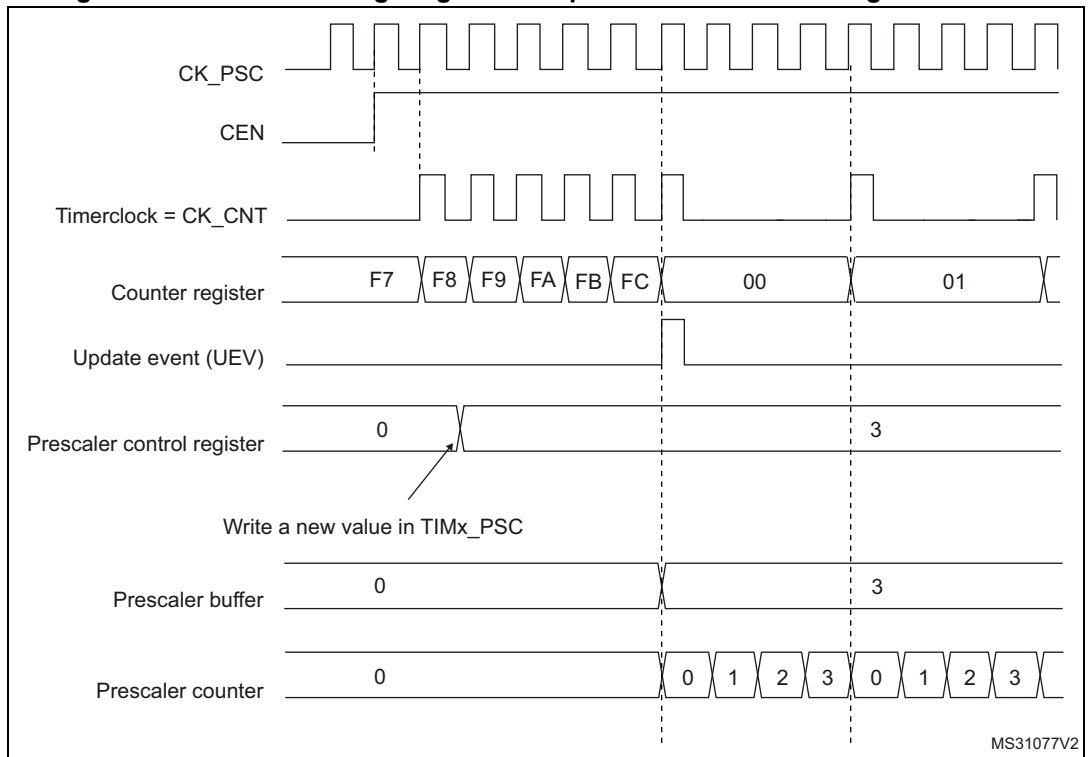 CK_PSC
CEN
Timerclock = CK_CNT
Counter register
F7 F8 F9 FA FB FC 00 01
Update event (UEV)
Prescaler control register
0 3
Write a new value in TIMx_PSC
Prescaler buffer
0 3
Prescaler counter
0 0 1 2 3 0 1 2 3
MS31077V2